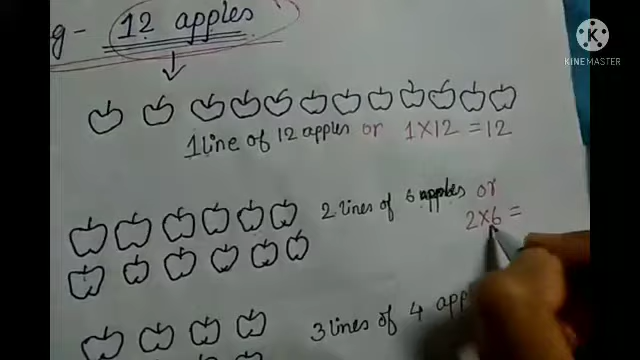 g- 12 apples
KINEMASTER
1 line of 12 apples or 1×12 =12
2 lines of 6 apples or
2×6 =
3 lines of 4 app